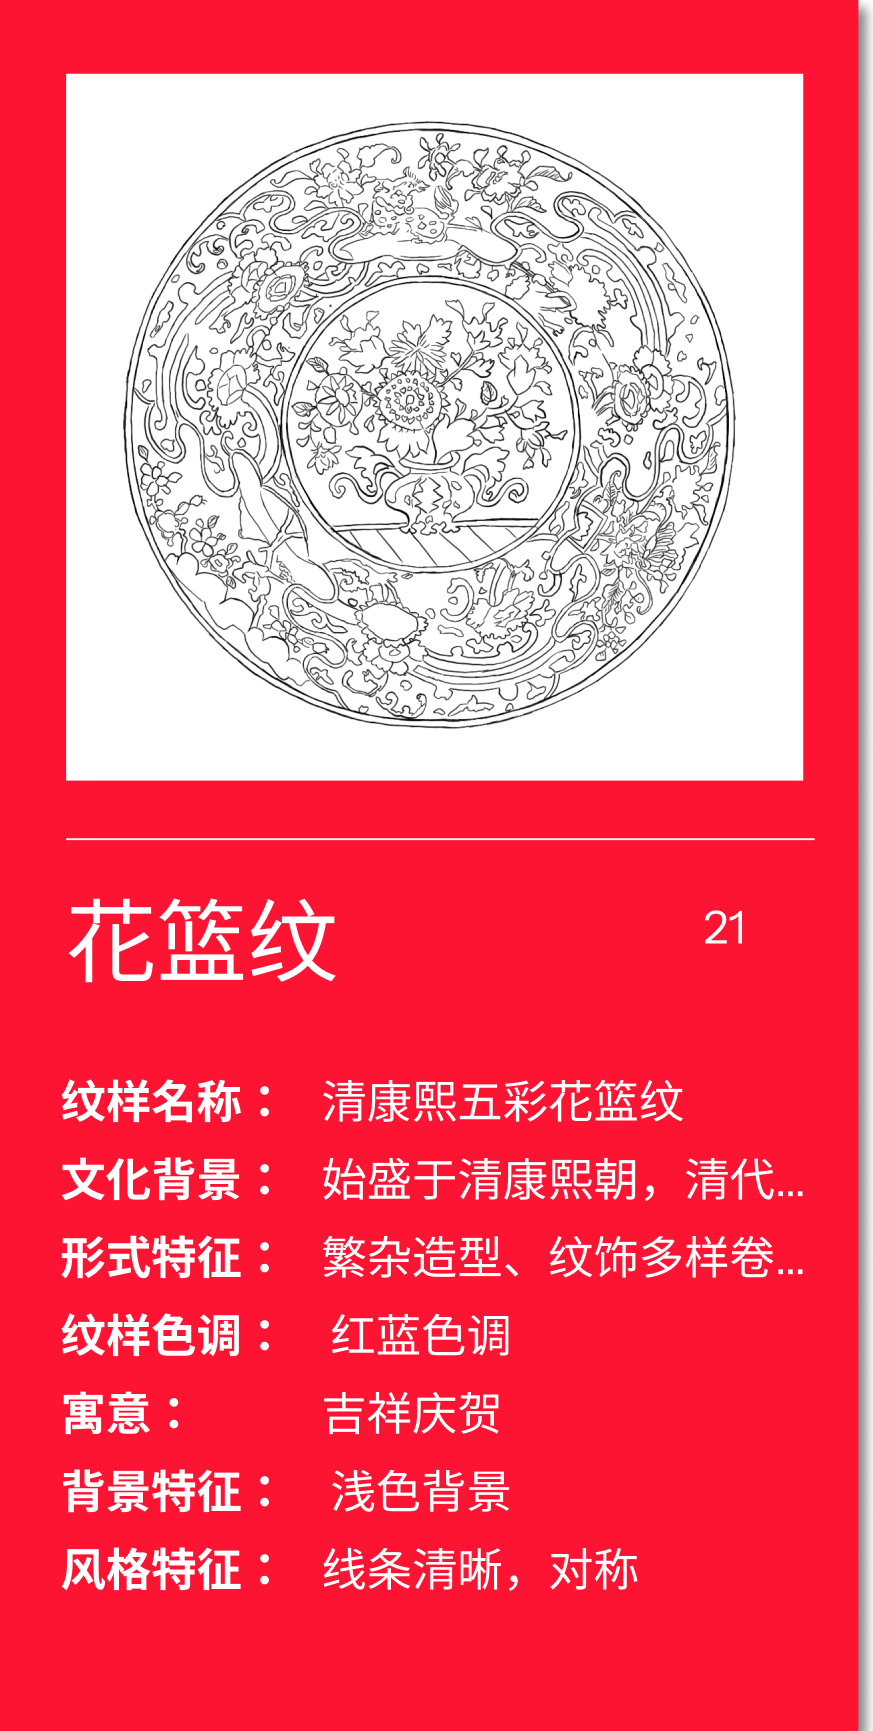 花篮纹
21
纹样名称： 清康熙五彩花篮纹
文化背景： 始盛于清康熙朝，清代...
形式特征： 繁杂造型、纹饰多样卷...
纹样色调： 红蓝色调
寓意： 吉祥庆贺
背景特征： 浅色背景
风格特征： 线条清晰，对称